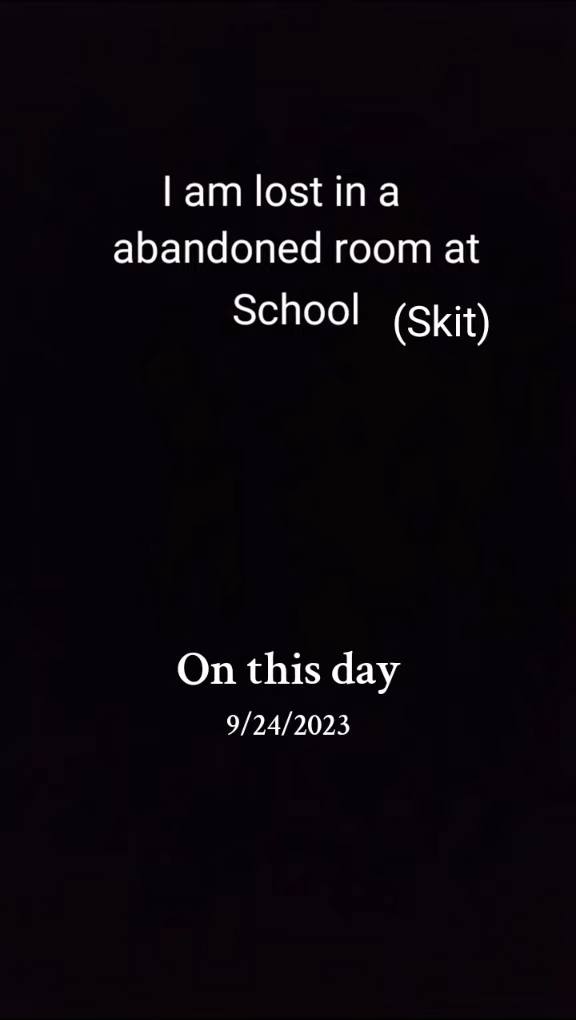 I am lost in a
abandoned room at
School (Skit)
On this day
9/24/2023